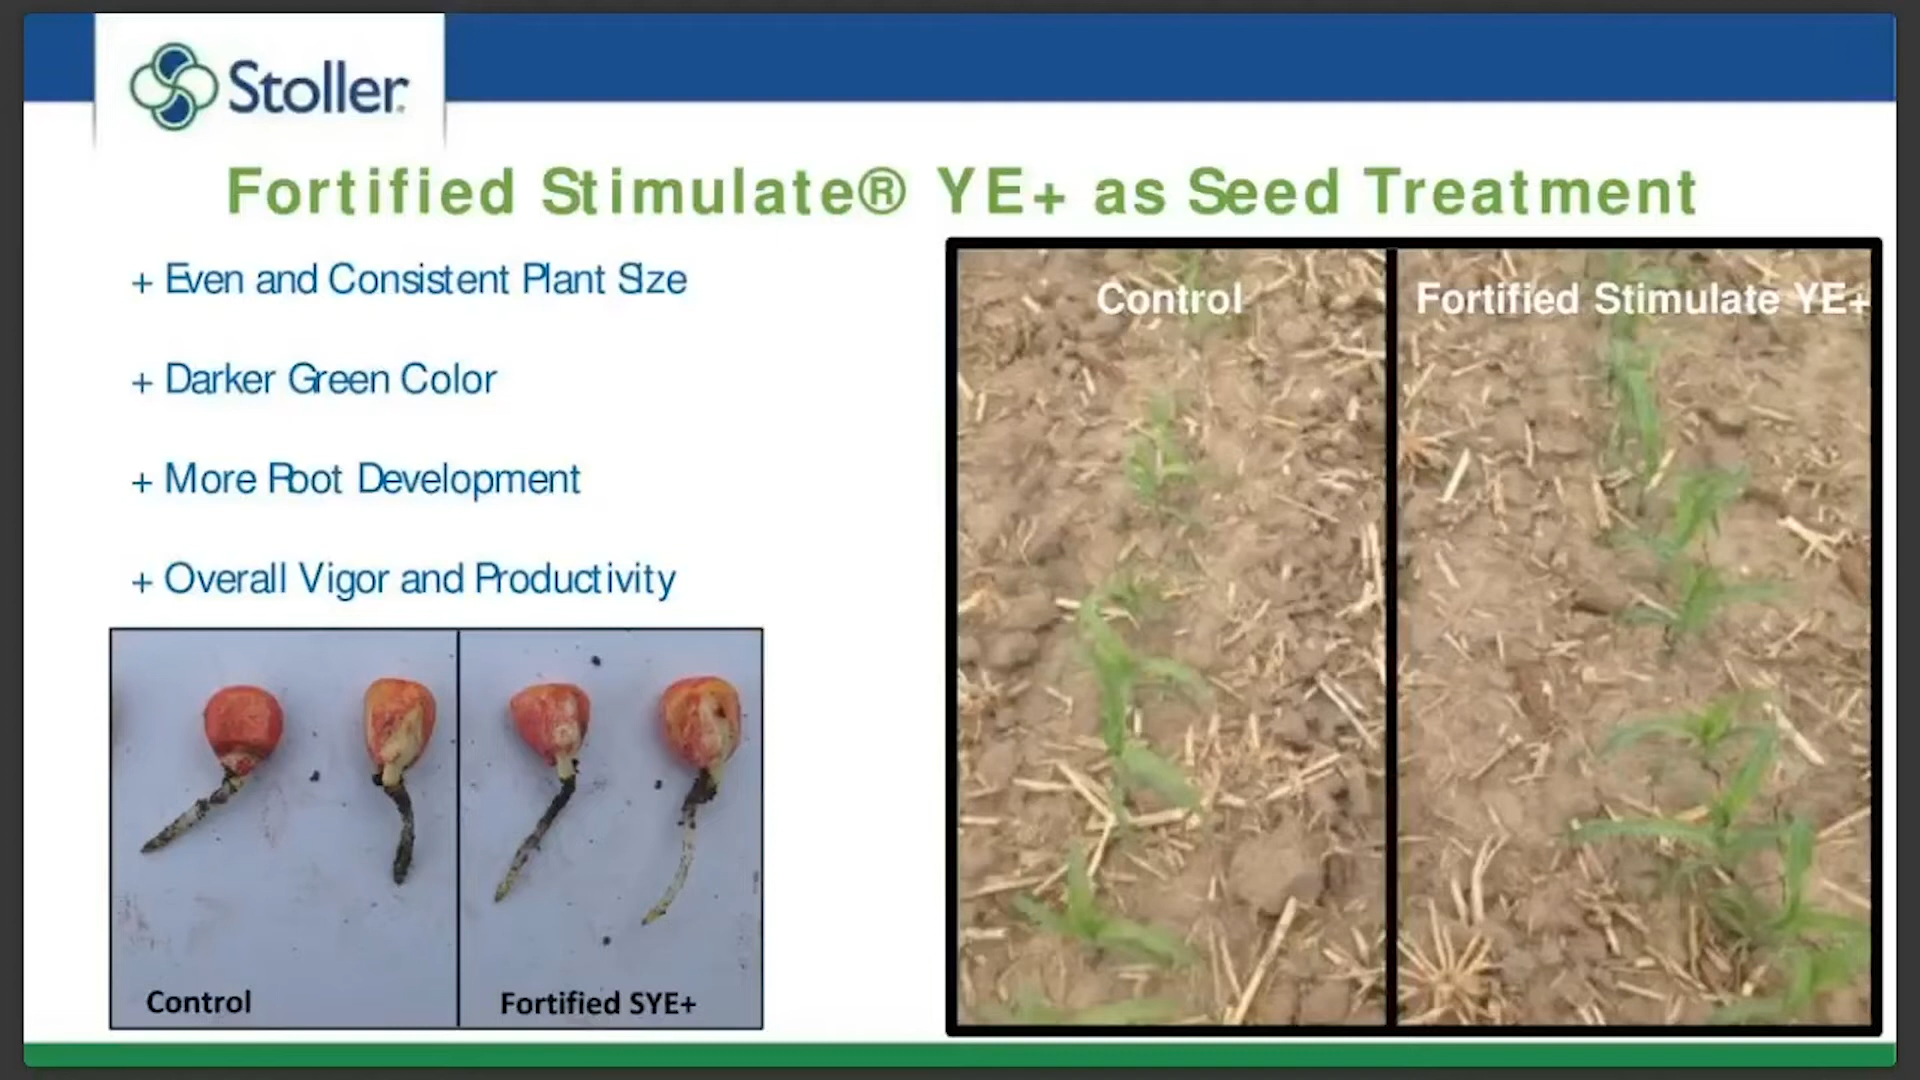 Stoller
Fortified Stimulate® YE+ as Seed Treatment
+ Even and Consistent Plant Size
+ Darker Green Color
+ More Root Development
+ Overall Vigor and Productivity
Control
Fortified SYE+
Control
Fortified Stimulate YE+